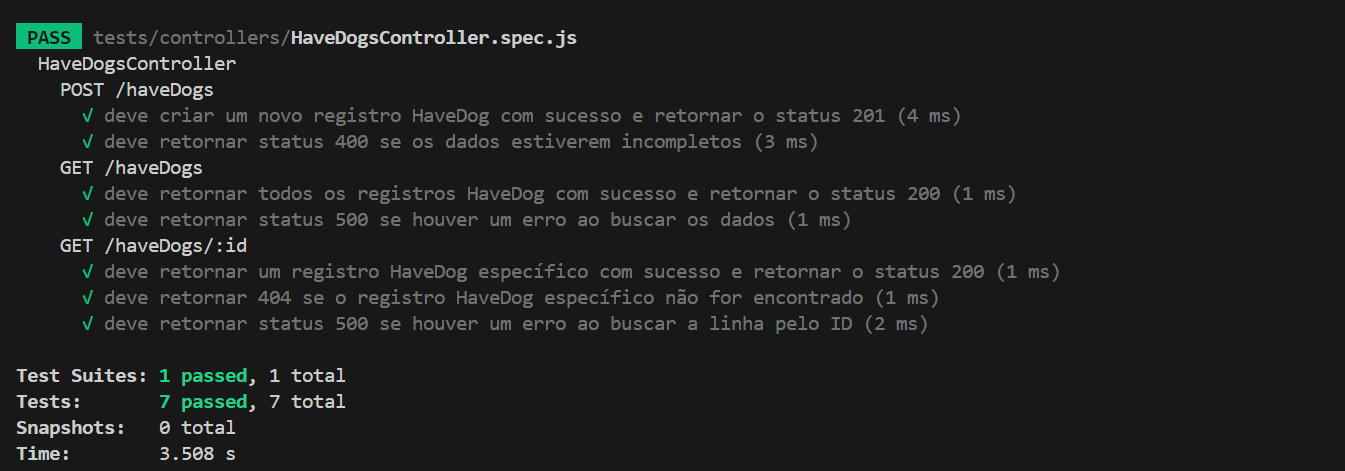 PASS tests/controllers/HaveDogsController.spec.js
HaveDogsController
POST /haveDogs
√ deve criar um novo registro HaveDog com sucesso e retornar o status 201 (4 ms)
√ deve retornar status 400 se os dados estiverem incompletos (3 ms)
GET /haveDogs
√ deve retornar todos os registros HaveDog com sucesso e retornar o status 200 (1 ms)
√ deve retornar status 500 se houver um erro ao buscar os dados (1 ms)
GET /haveDogs/:id
√ deve retornar um registro HaveDog específico com sucesso e retornar o status 200 (1 ms)
√ deve retornar 404 se o registro HaveDog específico não for encontrado (1 ms)
√ deve retornar status 500 se houver um erro ao buscar a linha pelo ID (2 ms)
Test Suites: 1 passed, 1 total
Tests: 7 passed, 7 total
Snapshots: 0 total
Time: 3.508 s